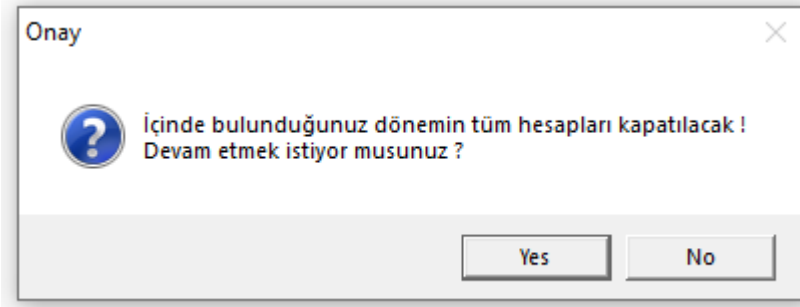 Onay
İçinde bulunduğunuz dönemin tüm hesapları kapatılacak !
Devam etmek istiyor musunuz ?
Yes No